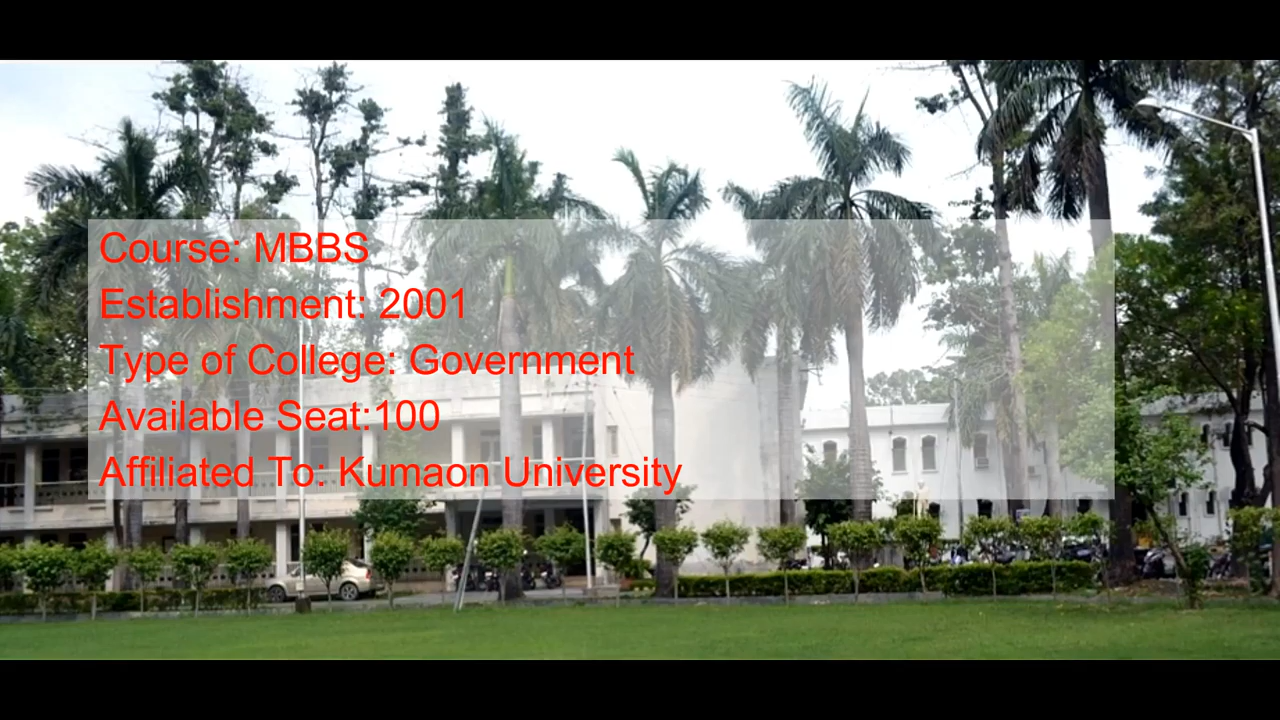 Course: MBBS
Establishment: 2001
Type of College: Government
Available Seat:100
Affiliated To: Kumaon University